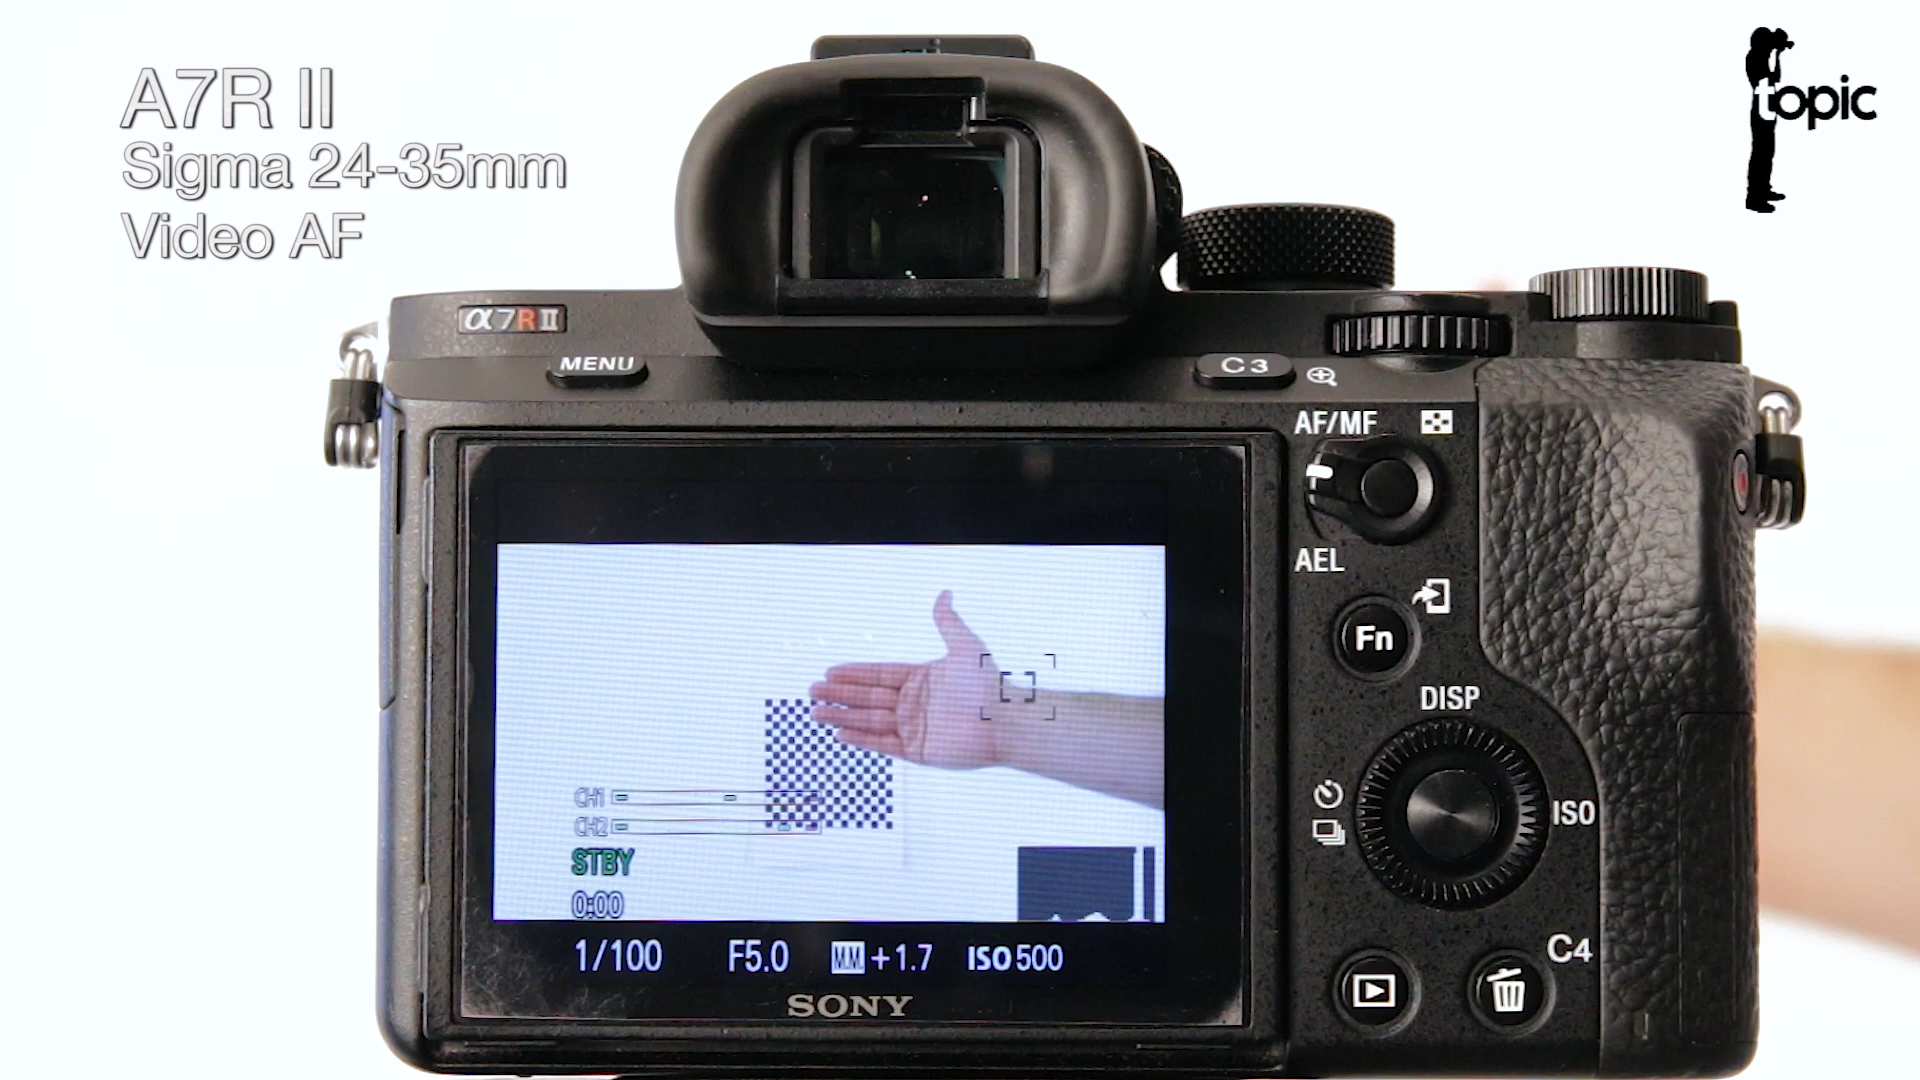 A7R II
Sigma 24-35mm
Video AF
topic
α7RII
MENU
C3
AF/MF
AEL
Fn
DISP
ISO
C4
CH1
CH2
STBY
0:00
1/100 F5.0 MM +1.7 ISO 500
SONY